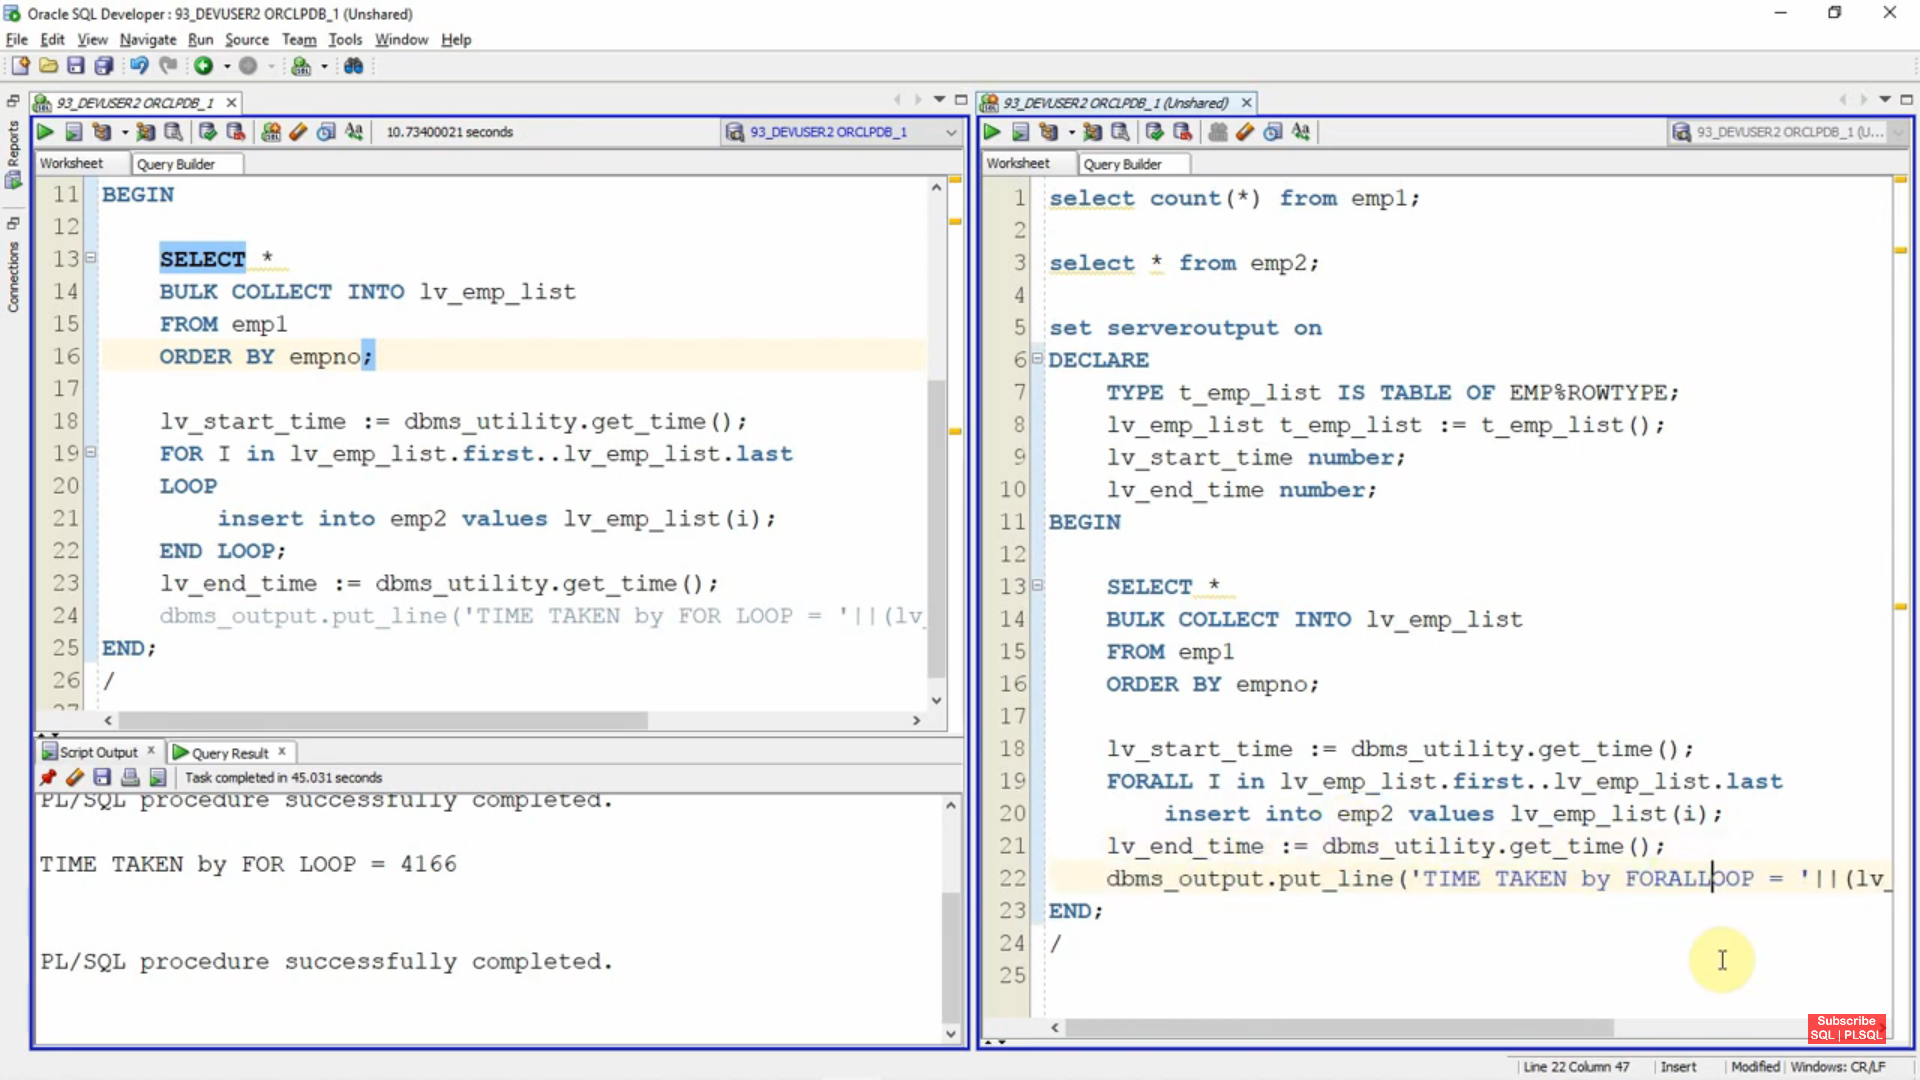 Oracle SQL Developer : 93_DEVUSER2 ORCLPDB_1 (Unshared)
File Edit View Navigate Run Source Team Tools Window Help
Reports
Connections
93_DEVUSER2 ORCLPDB_1
10.73400021 seconds
93_DEVUSER2 ORCLPDB_1
Worksheet Query Builder
11 BEGIN
12
13 SELECT *
14 BULK COLLECT INTO lv_emp_list
15 FROM emp1
16 ORDER BY empno;
17
18 lv_start_time := dbms_utility.get_time();
19 FOR I in lv_emp_list.first..lv_emp_list.last
20 LOOP
21 insert into emp2 values lv_emp_list(i);
22 END LOOP;
23 lv_end_time := dbms_utility.get_time();
24 dbms_output.put_line('TIME TAKEN by FOR LOOP = '||(lv_
25 END;
26 /
27
Script Output Query Result
Task completed in 45.031 seconds
PL/SQL procedure successfully completed.
TIME TAKEN by FOR LOOP = 4166
PL/SQL procedure successfully completed.
93_DEVUSER2 ORCLPDB_1 (Unshared)
93_DEVUSER2 ORCLPDB_1 (U...
Worksheet Query Builder
1 select count(*) from emp1;
2
3 select * from emp2;
4
5 set serveroutput on
6 DECLARE
7 TYPE t_emp_list IS TABLE OF EMP%ROWTYPE;
8 lv_emp_list t_emp_list := t_emp_list();
9 lv_start_time number;
10 lv_end_time number;
11 BEGIN
12
13 SELECT *
14 BULK COLLECT INTO lv_emp_list
15 FROM emp1
16 ORDER BY empno;
17
18 lv_start_time := dbms_utility.get_time();
19 FORALL I in lv_emp_list.first..lv_emp_list.last
20 insert into emp2 values lv_emp_list(i);
21 lv_end_time := dbms_utility.get_time();
22 dbms_output.put_line('TIME TAKEN by FORALLOOP = '||(lv_
23 END;
24 /
25
Subscribe
SQL | PLSQL
Line 22 Column 47 Insert Modified Windows: CR/LF